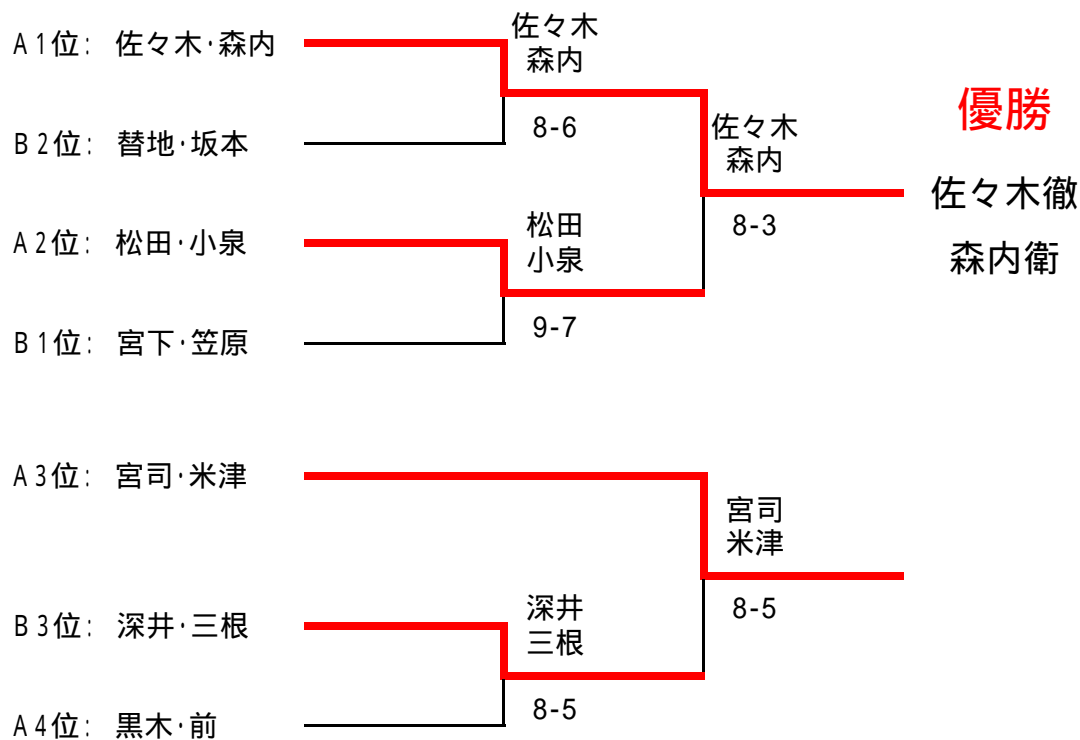 A1位: 佐々木・森内
佐々木
森内
8-6
B2位: 替地・坂本
佐々木
森内
8-3
優勝
佐々木徹
森内衛
A2位: 松田・小泉
松田
小泉
9-7
B1位: 宮下・笠原
A3位: 宮司・米津
宮司
米津
8-5
B3位: 深井・三根
深井
三根
8-5
A4位: 黒木・前